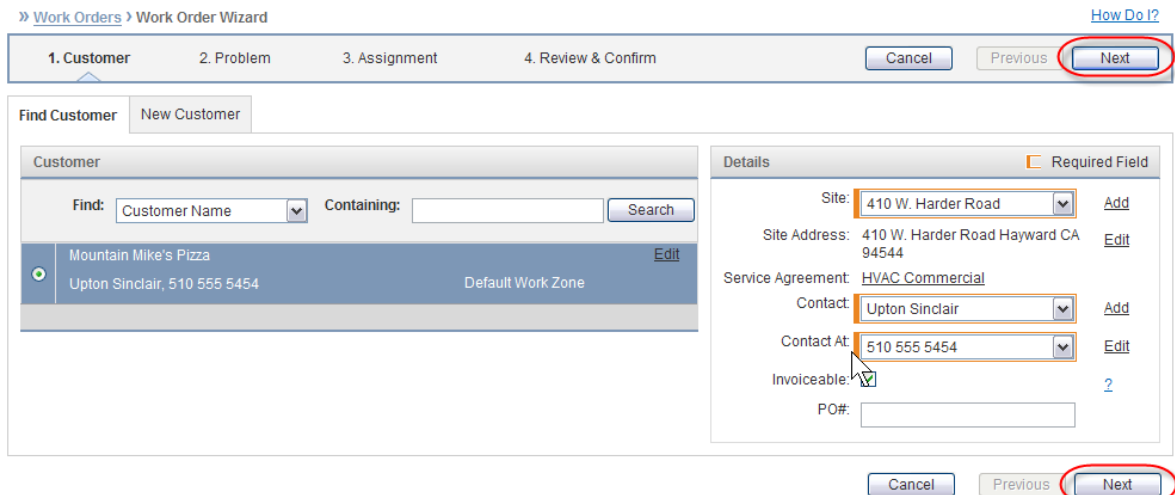 » Work Orders › Work Order Wizard How Do I?
1. Customer 2. Problem 3. Assignment 4. Review & Confirm Cancel Previous Next
Find Customer New Customer
Customer
Find: Customer Name Containing: Search
Mountain Mike's Pizza Edit
Upton Sinclair, 510 555 5454 Default Work Zone
Details Required Field
Site: 410 W. Harder Road Add
Site Address: 410 W. Harder Road Hayward CA Edit
94544
Service Agreement: HVAC Commercial
Contact: Upton Sinclair Add
Contact At: 510 555 5454 Edit
Invoiceable: ?
PO#:
Cancel Previous Next